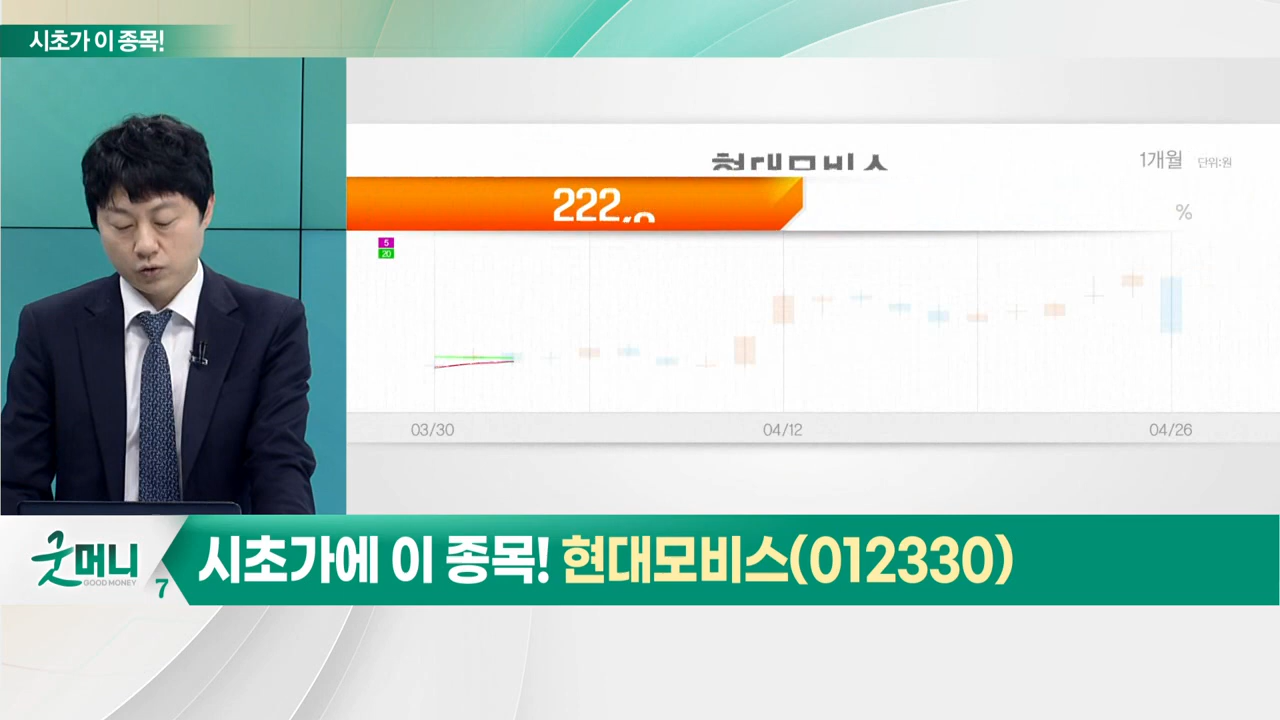 시초가 이 종목!
1개월 단위:원
222
%
5
20
03/30 04/12 04/26
굿머니
GOOD MONEY
7
시초가에 이 종목! 현대모비스(012330)